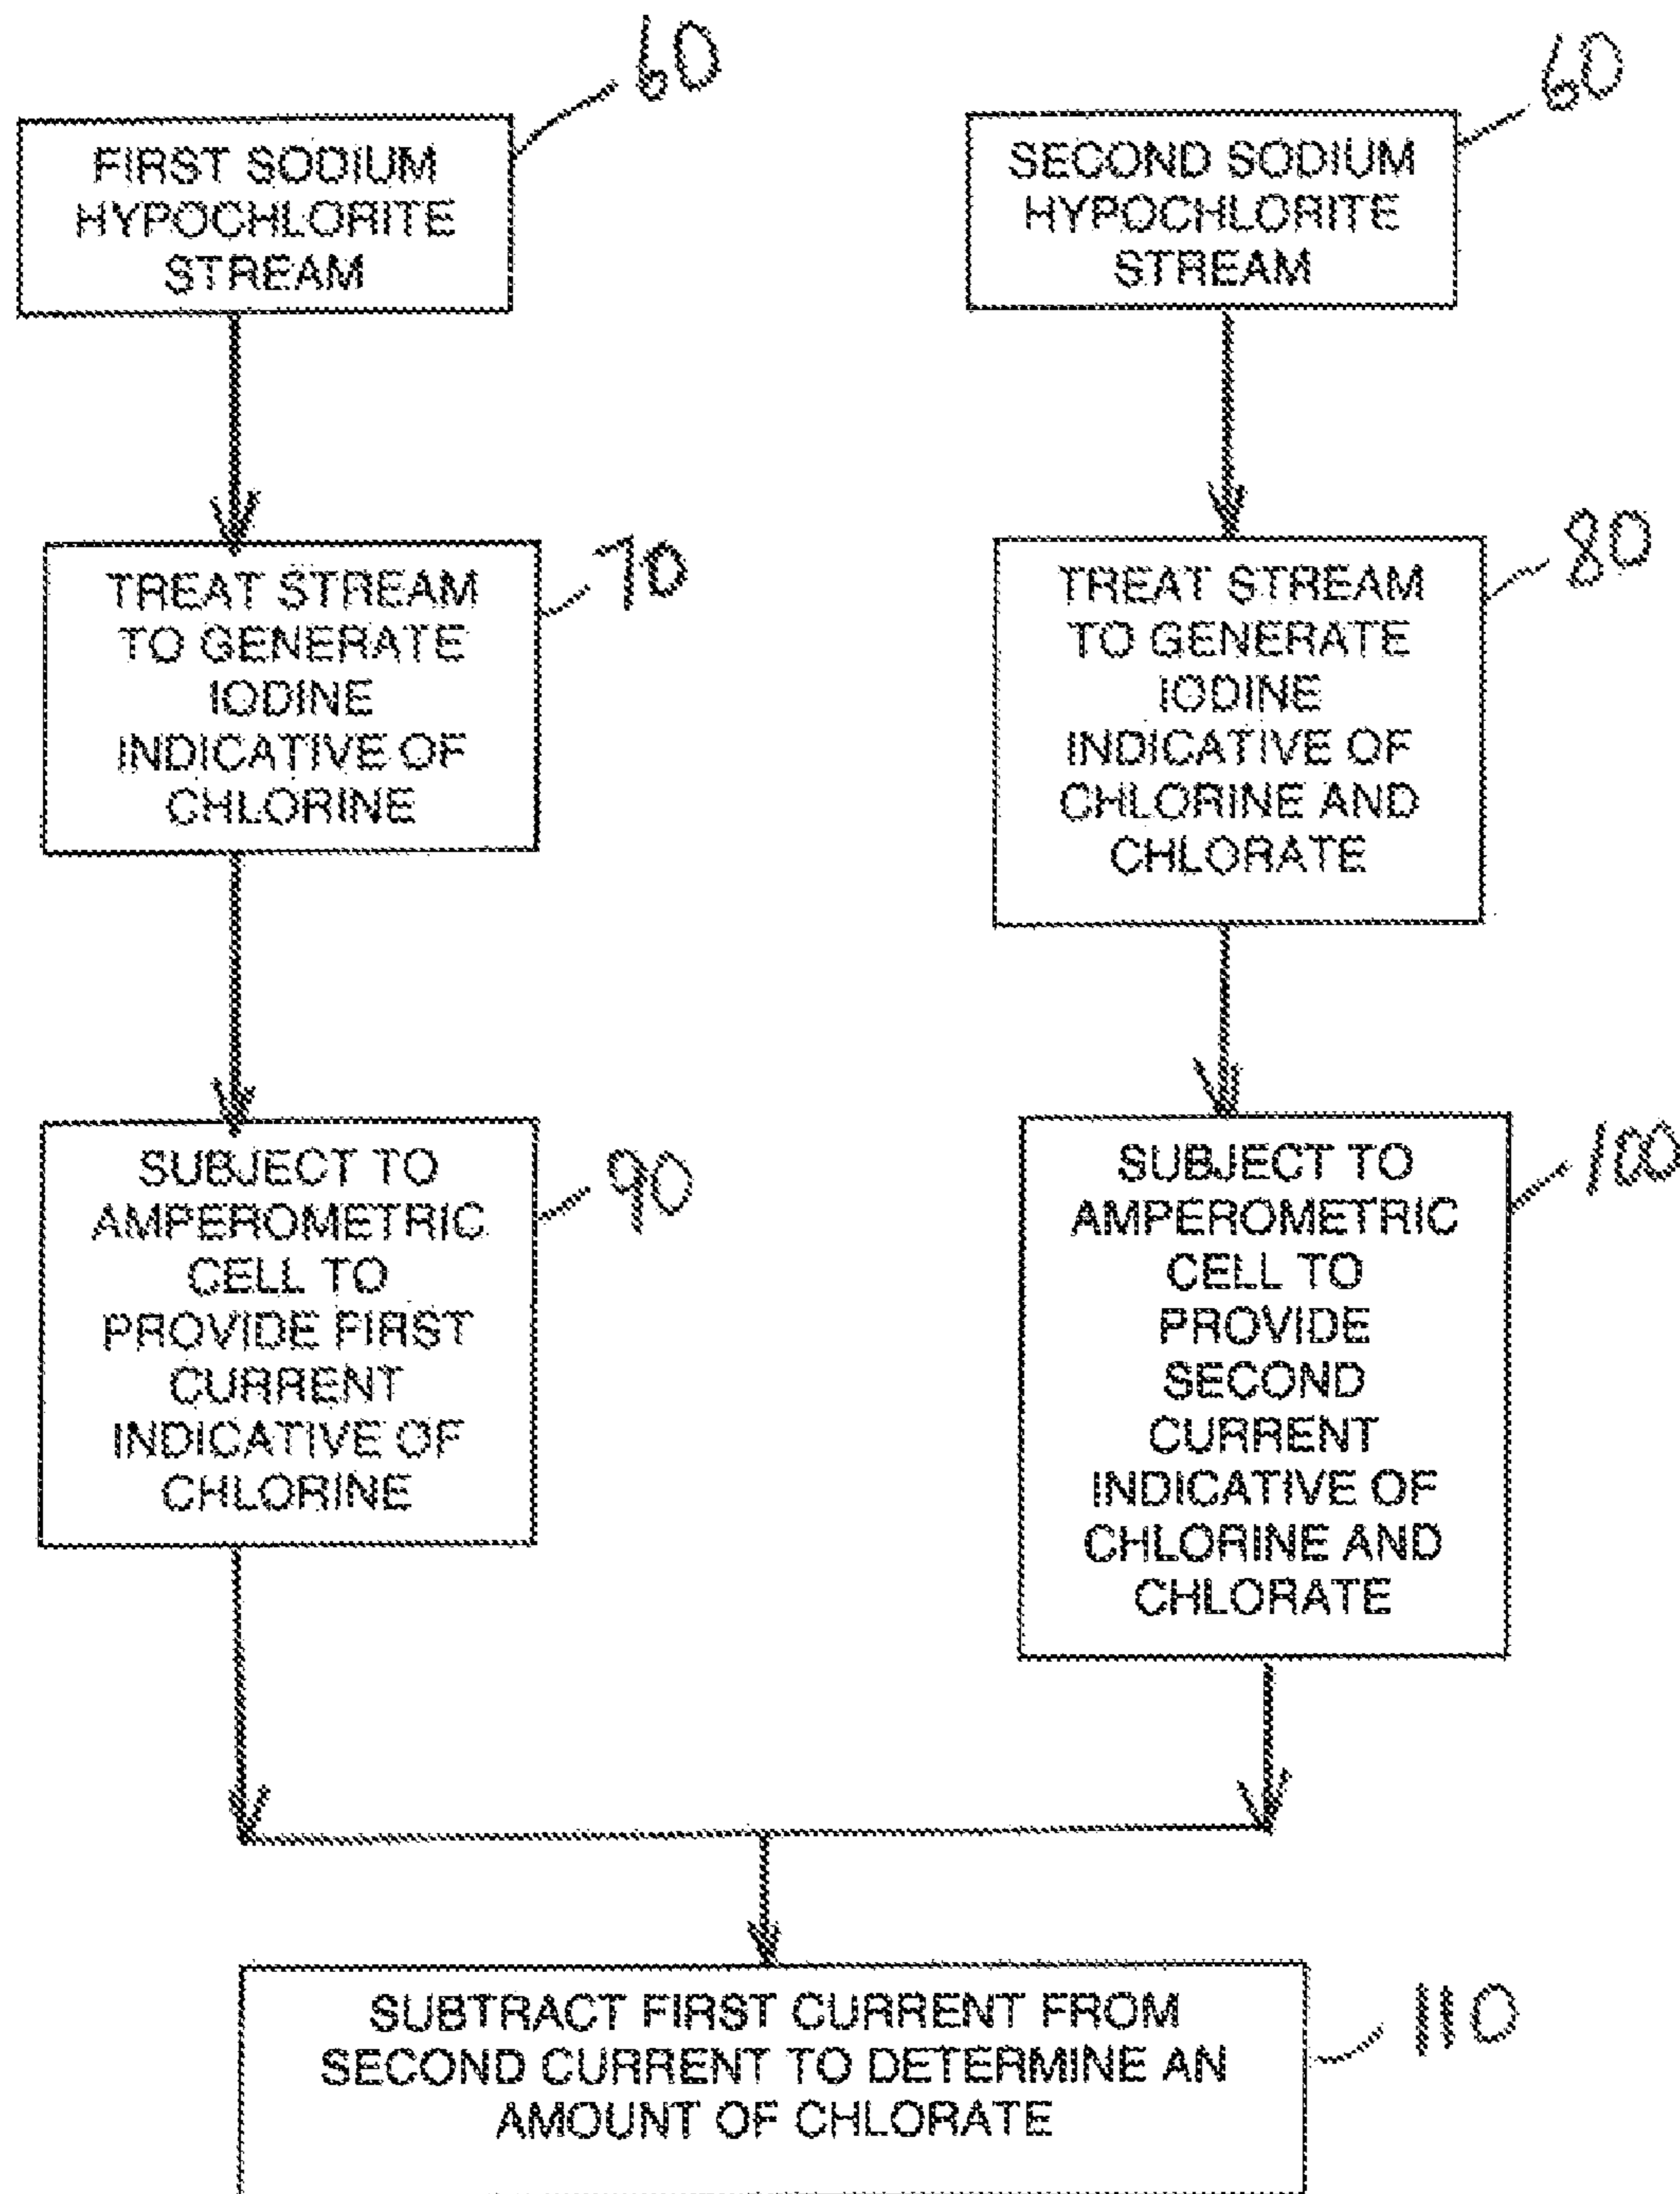 60
FIRST SODIUM
HYPOCHLORITE
STREAM
60
SECOND SODIUM
HYPOCHLORITE
STREAM
70
TREAT STREAM
TO GENERATE
IODINE
INDICATIVE OF
CHLORINE
80
TREAT STREAM
TO GENERATE
IODINE
INDICATIVE OF
CHLORINE AND
CHLORATE
90
SUBJECT TO
AMPEROMETRIC
CELL TO
PROVIDE FIRST
CURRENT
INDICATIVE OF
CHLORINE
100
SUBJECT TO
AMPEROMETRIC
CELL TO
PROVIDE
SECOND
CURRENT
INDICATIVE OF
CHLORINE AND
CHLORATE
110
SUBTRACT FIRST CURRENT FROM
SECOND CURRENT TO DETERMINE AN
AMOUNT OF CHLORATE